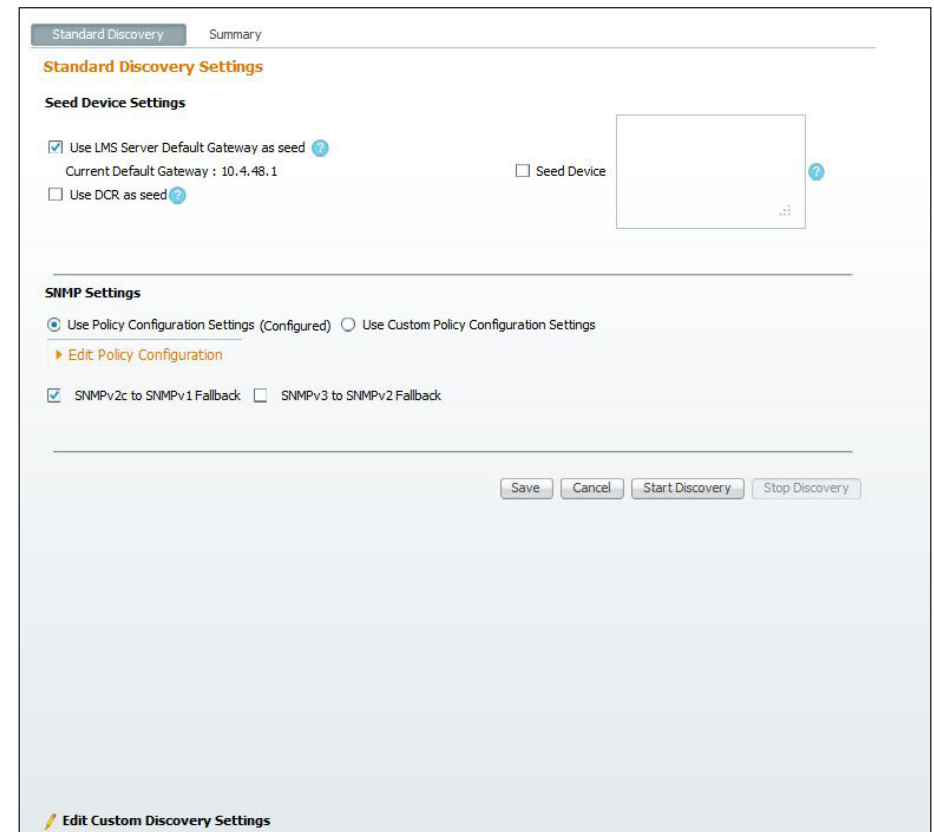 Standard Discovery Summary
Standard Discovery Settings
Seed Device Settings
Use LMS Server Default Gateway as seed ?
Current Default Gateway : 10.4.48.1
Use DCR as seed ?
Seed Device ?
SNMP Settings
Use Policy Configuration Settings (Configured) Use Custom Policy Configuration Settings
Edit Policy Configuration
SNMPv2c to SNMPv1 Fallback SNMPv3 to SNMPv2 Fallback
Save Cancel Start Discovery Stop Discovery
Edit Custom Discovery Settings